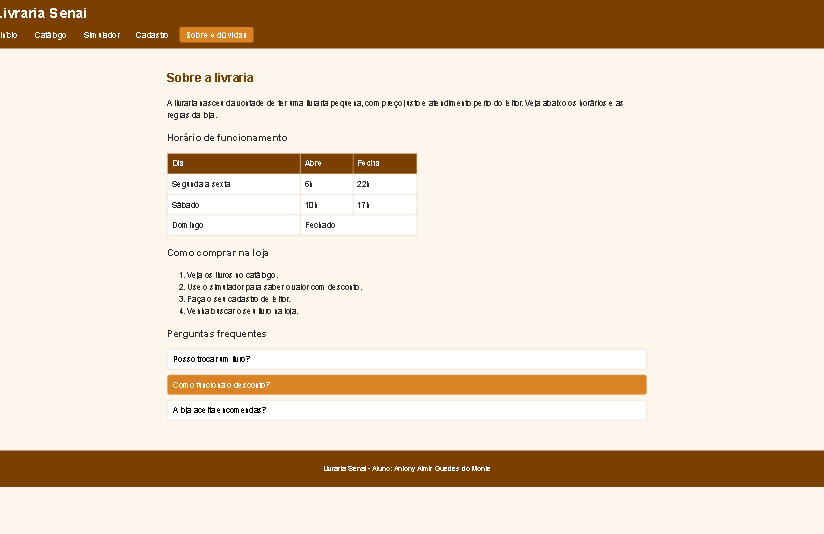 Livraria Senai
Início Catálogo Simulador Cadastro Sobre e dúvidas
Sobre a livraria
A livraria nasceu da vontade de ter uma livraria pequena, com preço justo e atendimento perto do leitor. Veja abaixo os horários e as
regras da loja.
Horário de funcionamento
Dia Abre Fecha
Segunda a sexta 6h 22h
Sábado 10h 17h
Domingo Fechado
Como comprar na loja
1. Veja os livros no catálogo.
2. Use o simulador para saber o valor com desconto.
3. Faça o seu cadastro de leitor.
4. Venha buscar o seu livro na loja.
Perguntas frequentes
Posso trocar um livro?
Como funciona o desconto?
A loja aceita encomendas?
Livraria Senai - Aluno: Antony Almir Guedes do Monte